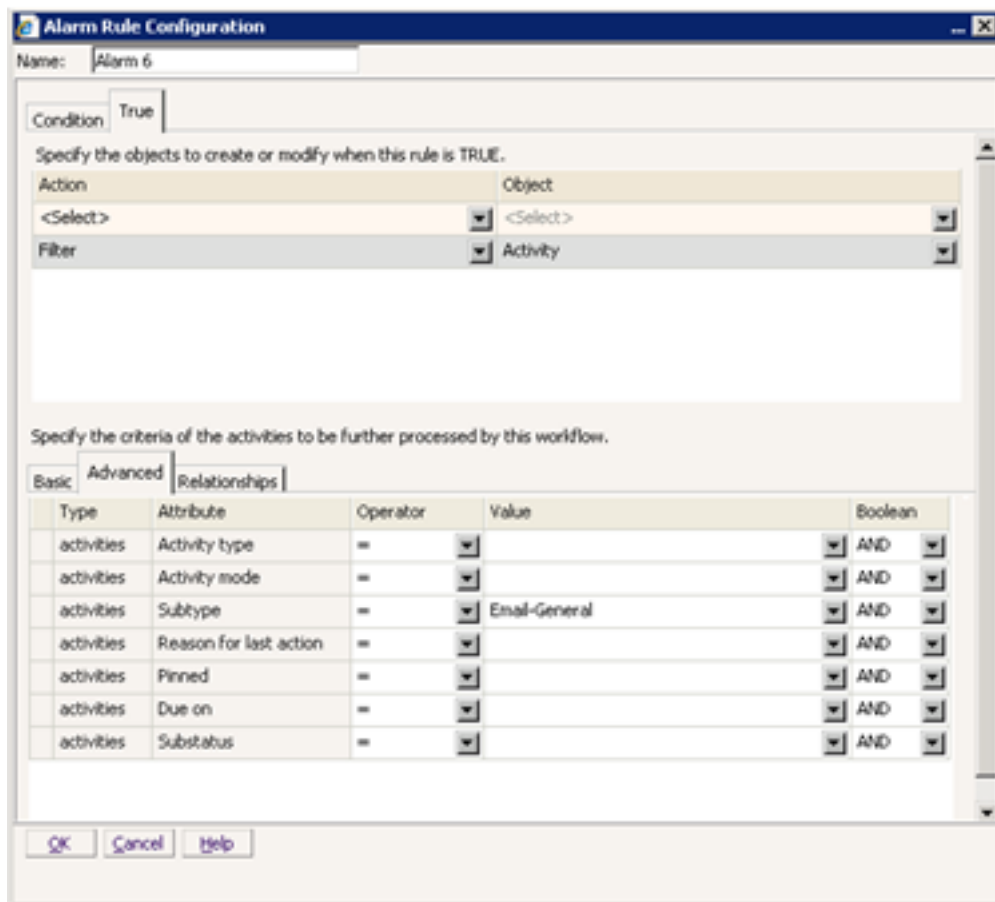 Alarm Rule Configuration
Name: Alarm 6
Condition True
Specify the objects to create or modify when this rule is TRUE.
Action Object
<Select> <Select>
Filter Activity
Specify the criteria of the activities to be further processed by this workflow.
Basic Advanced Relationships
Type Attribute Operator Value Boolean
activities Activity type = AND
activities Activity mode = AND
activities Subtype = Email-General AND
activities Reason for last action = AND
activities Pinned = AND
activities Due on = AND
activities Substatus = AND
OK Cancel Help